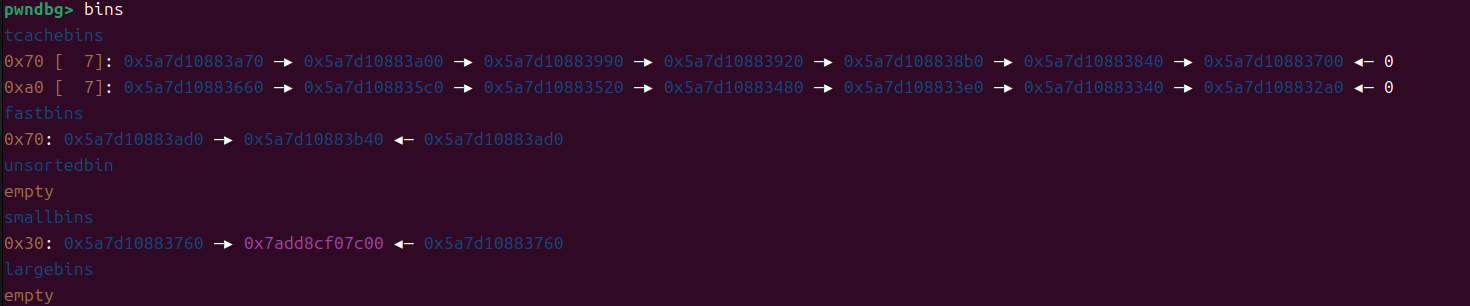 pwndbg> bins
tcachebins
0x70 [  7]: 0x5a7d10883a70 —▸ 0x5a7d10883a00 —▸ 0x5a7d10883990 —▸ 0x5a7d10883920 —▸ 0x5a7d108838b0 —▸ 0x5a7d10883840 —▸ 0x5a7d10883700 ◂— 0
0xa0 [  7]: 0x5a7d10883660 —▸ 0x5a7d108835c0 —▸ 0x5a7d10883520 —▸ 0x5a7d10883480 —▸ 0x5a7d108833e0 —▸ 0x5a7d10883340 —▸ 0x5a7d108832a0 ◂— 0
fastbins
0x70: 0x5a7d10883ad0 —▸ 0x5a7d10883b40 ◂— 0x5a7d10883ad0
unsortedbin
empty
smallbins
0x30: 0x5a7d10883760 —▸ 0x7add8cf07c00 ◂— 0x5a7d10883760
largebins
empty